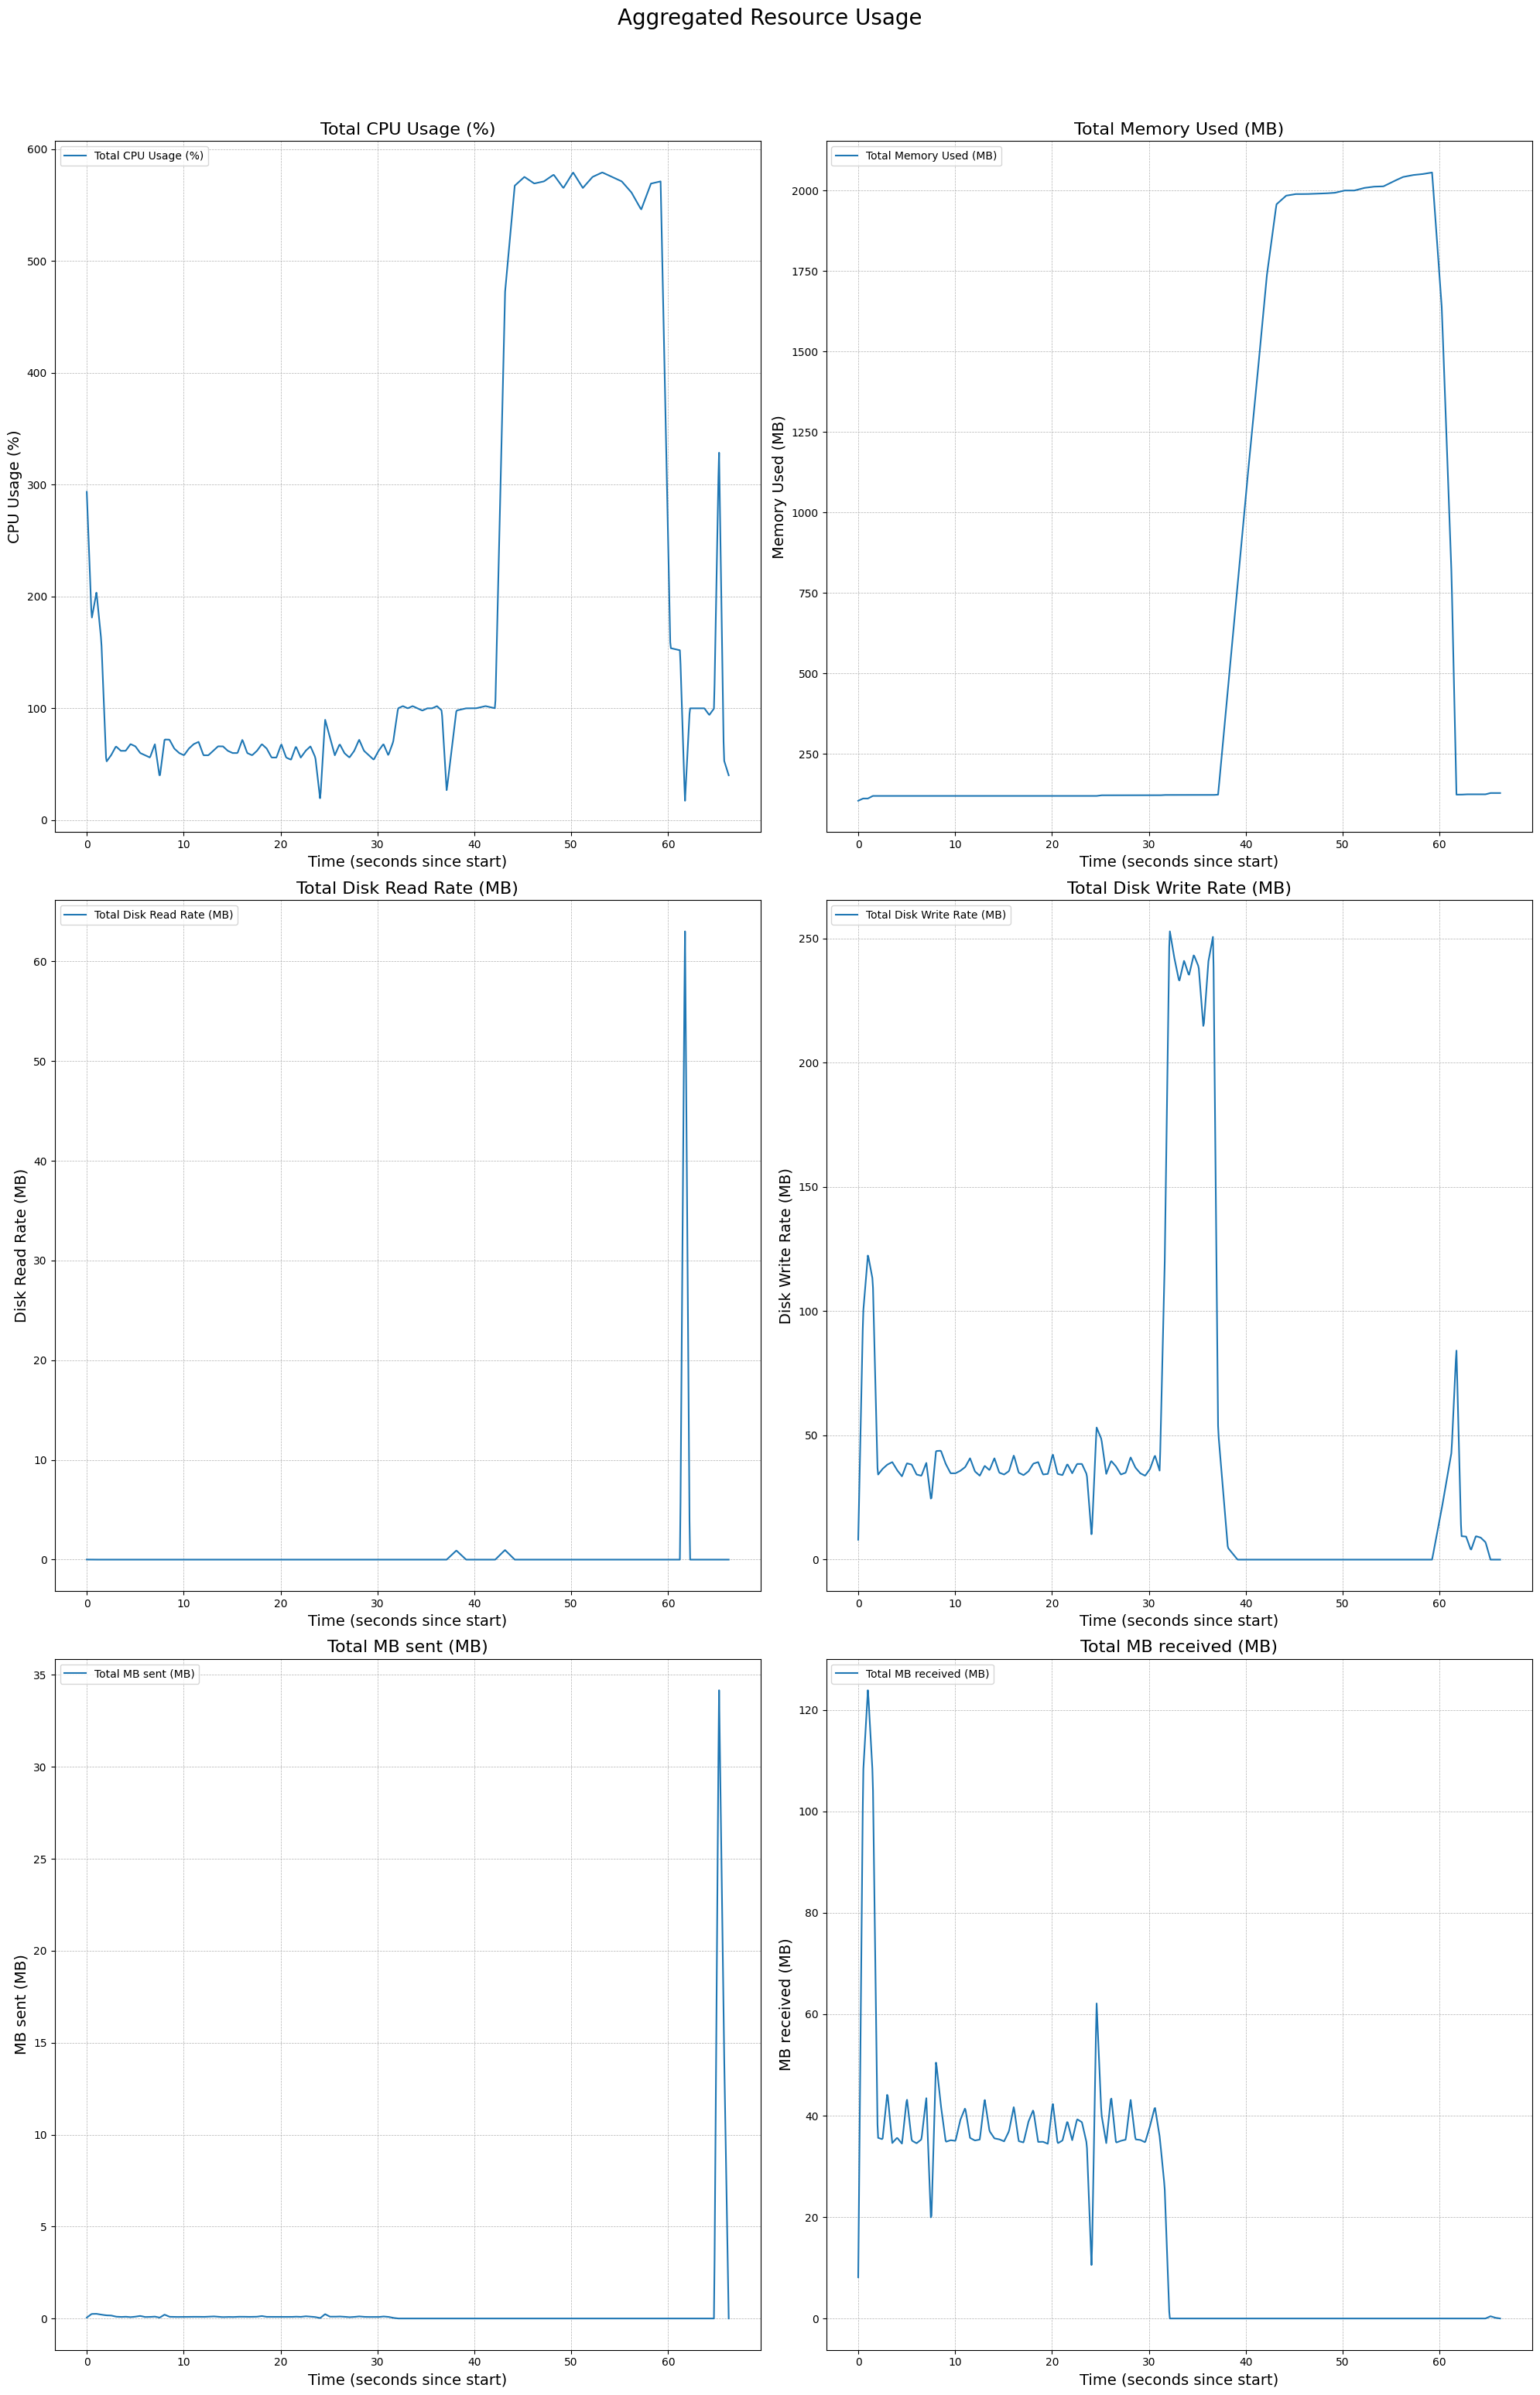 Aggregated Resource Usage
Total CPU Usage (%)
Total CPU Usage (%)
CPU Usage (%)
600
500
400
300
200
100
0
0 10 20 30 40 50 60
Time (seconds since start)
Total Memory Used (MB)
Total Memory Used (MB)
Memory Used (MB)
2000
1750
1500
1250
1000
750
500
250
0 10 20 30 40 50 60
Time (seconds since start)
Total Disk Read Rate (MB)
Total Disk Read Rate (MB)
Disk Read Rate (MB)
60
50
40
30
20
10
0
0 10 20 30 40 50 60
Time (seconds since start)
Total Disk Write Rate (MB)
Total Disk Write Rate (MB)
Disk Write Rate (MB)
250
200
150
100
50
0
0 10 20 30 40 50 60
Time (seconds since start)
Total MB sent (MB)
Total MB sent (MB)
MB sent (MB)
35
30
25
20
15
10
5
0
0 10 20 30 40 50 60
Time (seconds since start)
Total MB received (MB)
Total MB received (MB)
MB received (MB)
120
100
80
60
40
20
0
0 10 20 30 40 50 60
Time (seconds since start)